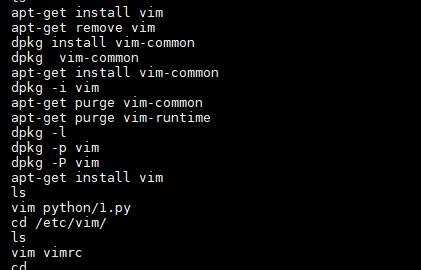 ls
apt-get install vim
apt-get remove vim
dpkg install vim-common
dpkg  vim-common
apt-get install vim-common
dpkg -i vim
apt-get purge vim-common
apt-get purge vim-runtime
dpkg -l
dpkg -p vim
dpkg -P vim
apt-get install vim
ls
vim python/1.py
cd /etc/vim/
ls
vim vimrc
cd